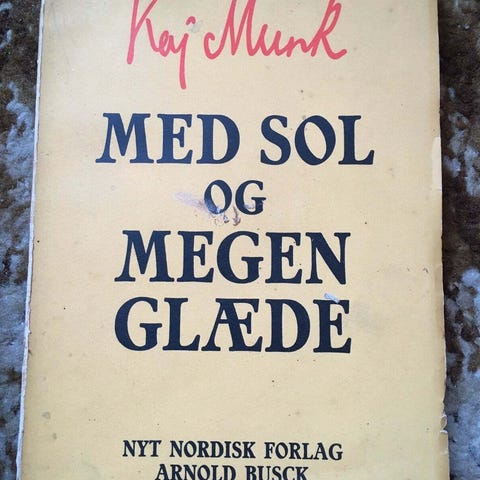 Kaj Munk
MED SOL
OG
MEGEN
GLÆDE
NYT NORDISK FORLAG
ARNOLD BUSCK